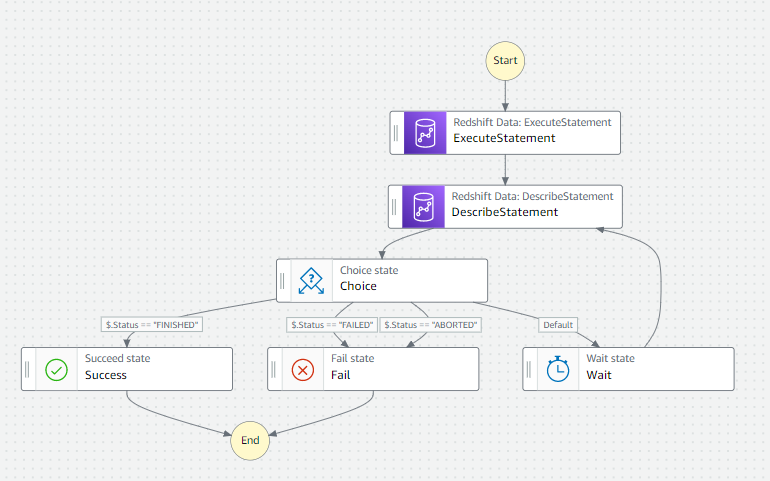 Start
Redshift Data: ExecuteStatement
ExecuteStatement
Redshift Data: DescribeStatement
DescribeStatement
Choice state
Choice
$.Status == "FINISHED"
$.Status == "FAILED"
$.Status == "ABORTED"
Default
Succeed state
Success
Fail state
Fail
Wait state
Wait
End